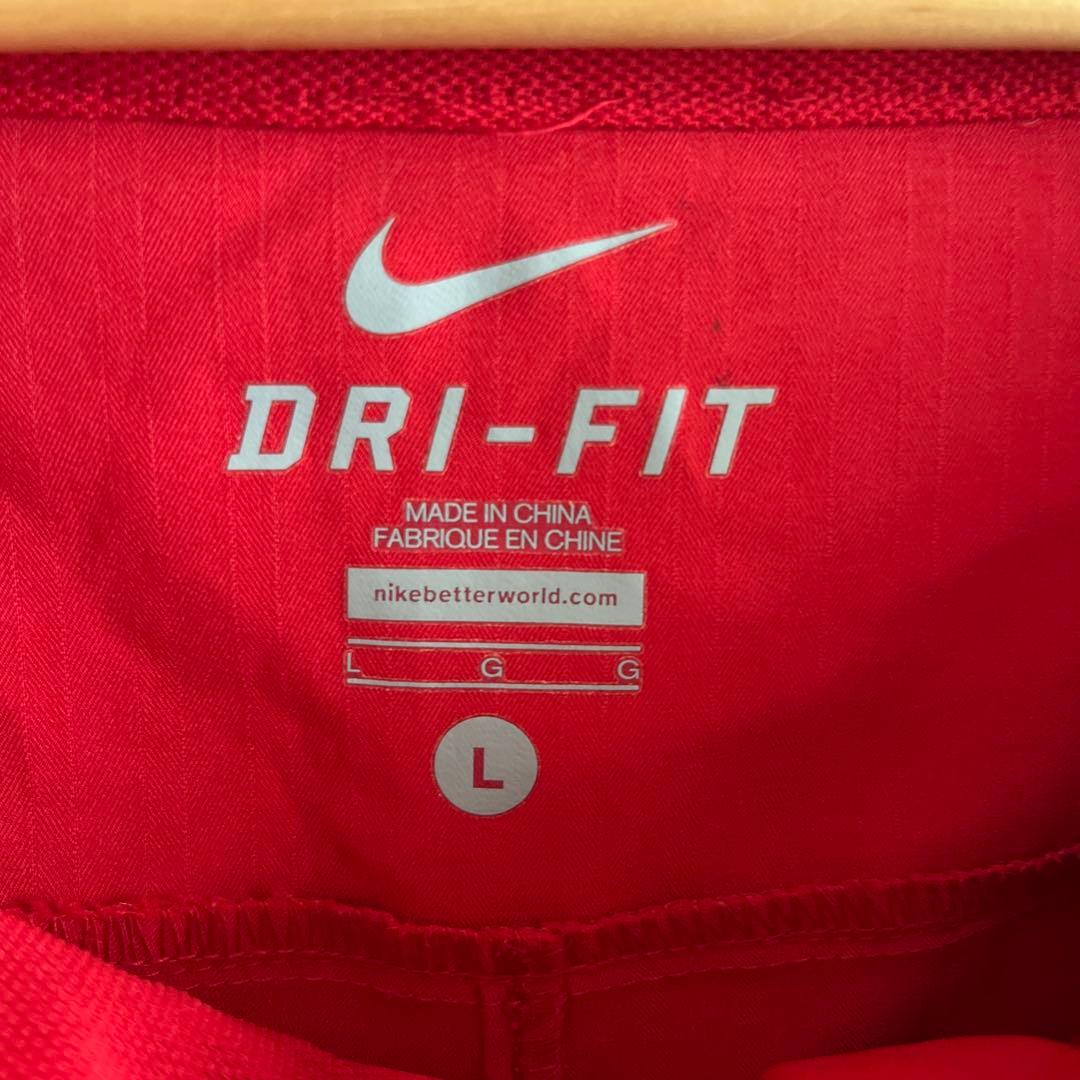 DRI-FIT
MADE IN CHINA
FABRIQUE EN CHINE
nikebetterworld.com
L G G
L